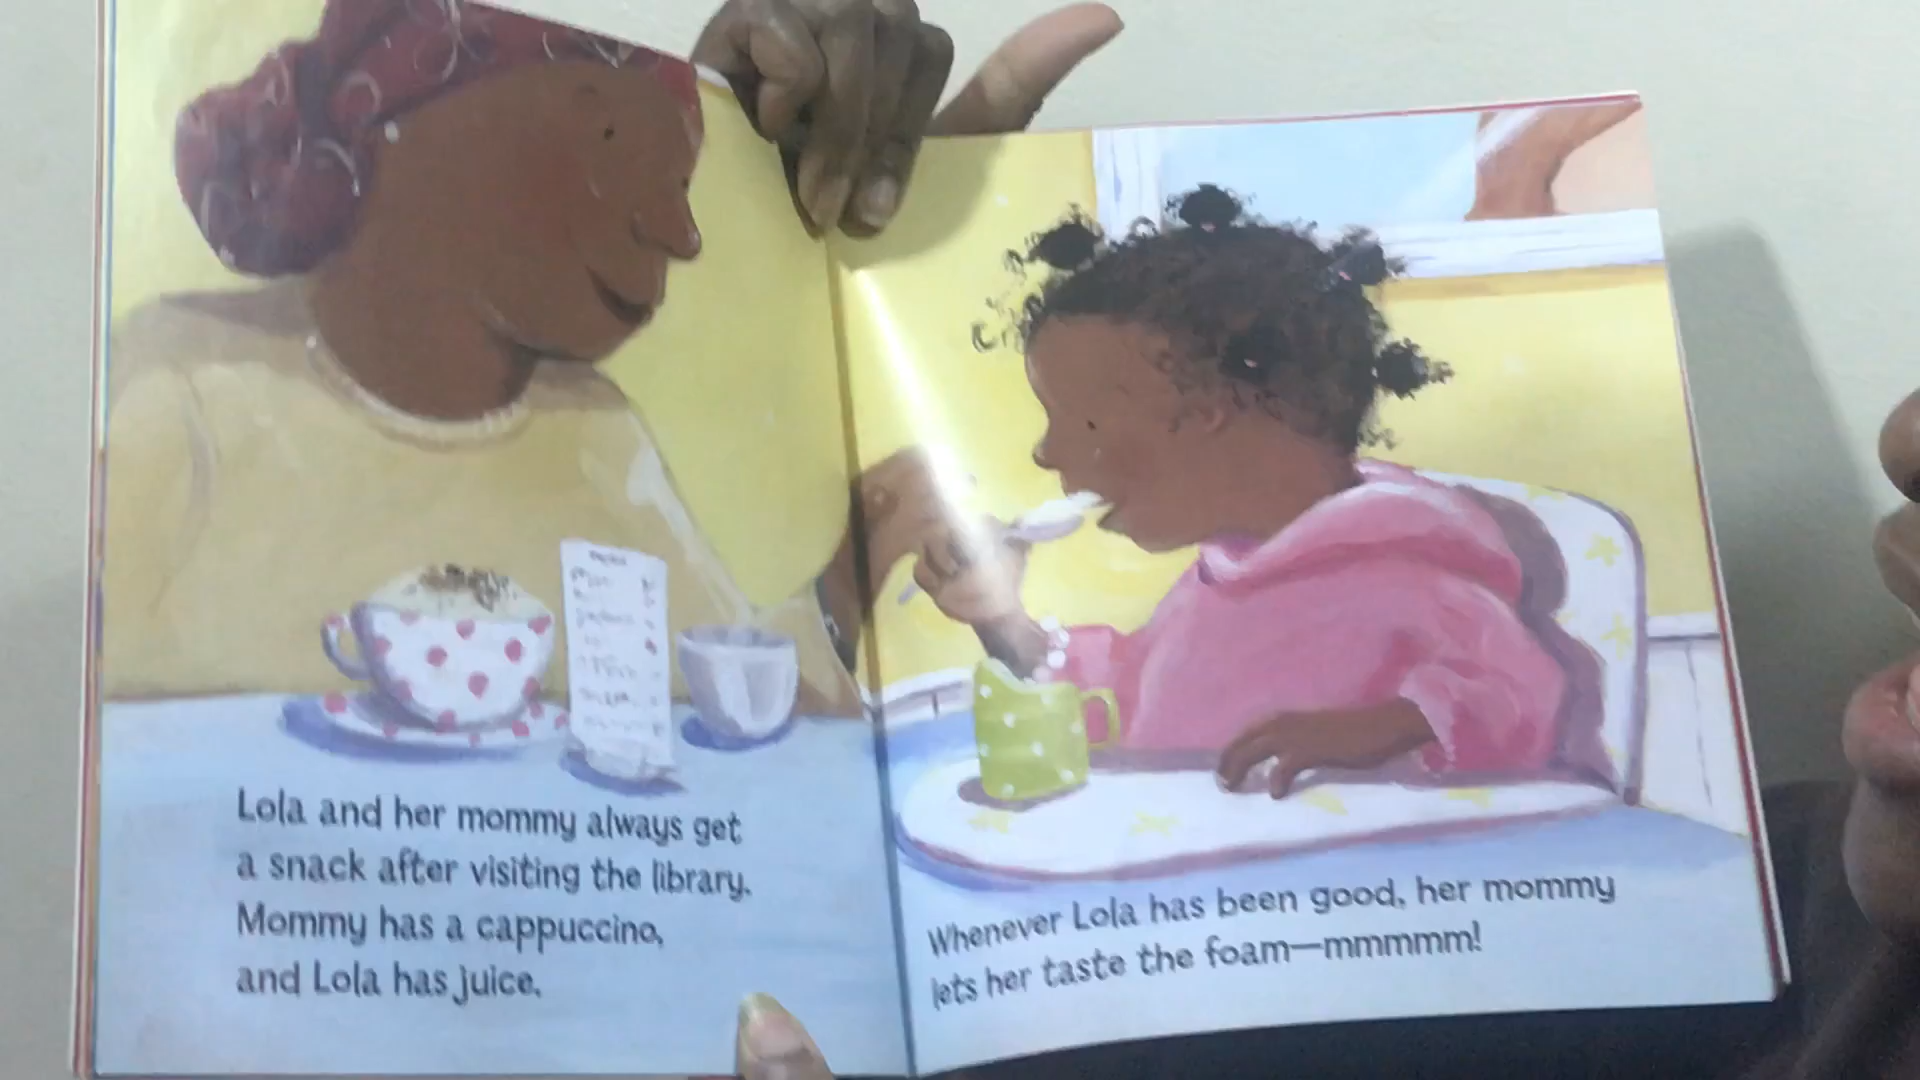 Lola and her mommy always get
a snack after visiting the library.
Mommy has a cappuccino,
and Lola has juice.
Whenever Lola has been good, her mommy
lets her taste the foam—mmmmm!